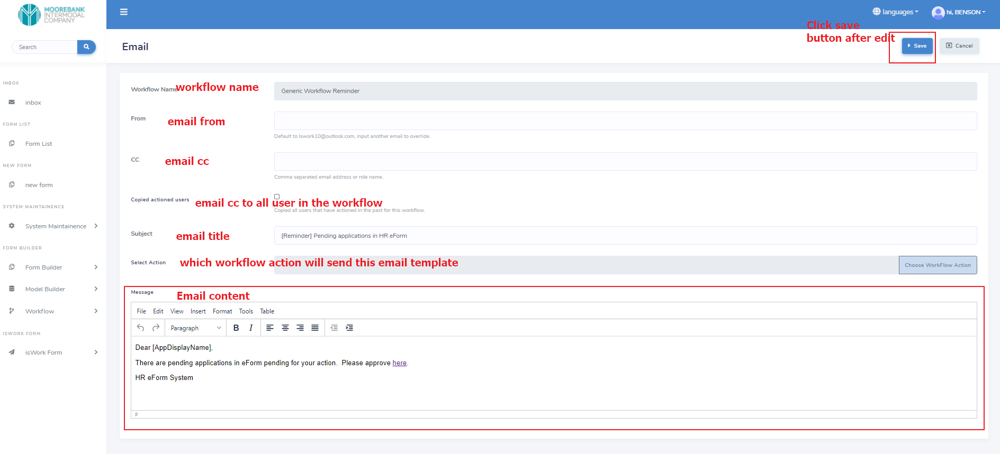 MOOREBANK
INTERMODAL
COMPANY
languages
hi, BENSON
Search
Email
Click save
button after edit
Save
Cancel
INBOX
inbox
FORM LIST
Form List
NEW FORM
new form
SYSTEM MAINTAINENCE
System Maintainence
FORM BUILDER
Form Builder
Model Builder
Workflow
ISWORK FORM
isWork Form
Workflow Name
workflow name
Generic Workflow Reminder
From
email from
Default to Iswork10@outlook.com, input another email to override.
CC
email cc
Comma separated email address or role name.
Copied actioned users
email cc to all user in the workflow
Copied all users that have actioned in the past for this workflow.
Subject
email title
[Reminder] Pending applications in HR eForm
Select Action
which workflow action will send this email template
Choose WorkFlow Action
Message
Email content
File Edit View Insert Format Tools Table
Paragraph B I
Dear [AppDisplayName],
There are pending applications in eForm pending for your action. Please approve here.
HR eForm System
P